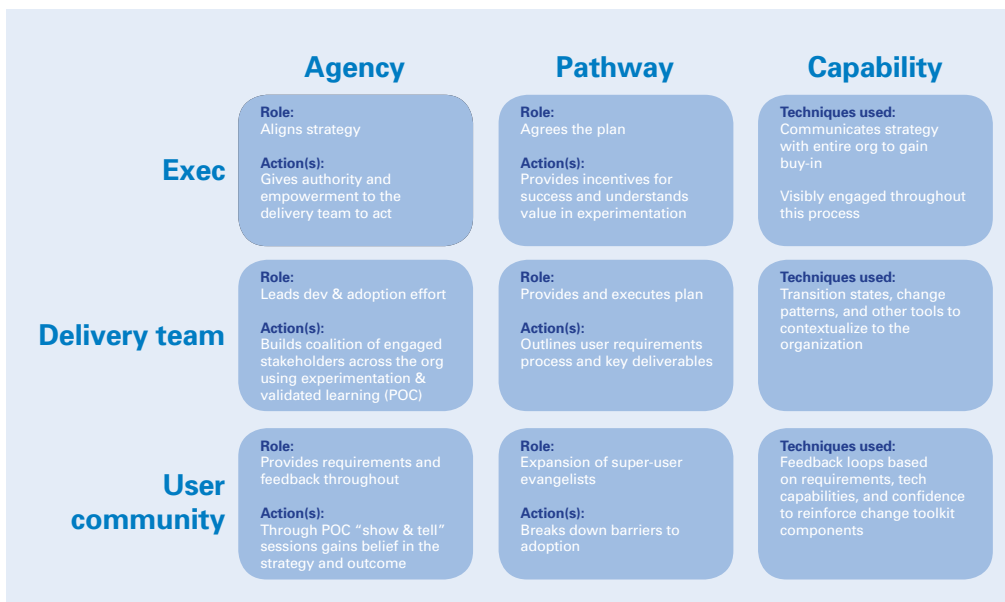 Agency
Pathway
Capability
Exec
Role:
Aligns strategy
Action(s):
Gives authority and
empowerment to the
delivery team to act
Role:
Agrees the plan
Action(s):
Provides incentives for
success and understands
value in experimentation
Techniques used:
Communicates strategy
with entire org to gain
buy-in
Visibly engaged throughout
this process
Delivery team
Role:
Leads dev & adoption effort
Action(s):
Builds coalition of engaged
stakeholders across the org
using experimentation &
validated learning (POC)
Role:
Provides and executes plan
Action(s):
Outlines user requirements
process and key deliverables
Techniques used:
Transition states, change
patterns, and other tools to
contextualize to the
organization
User
community
Role:
Provides requirements and
feedback throughout
Action(s):
Through POC “show & tell”
sessions gains belief in the
strategy and outcome
Role:
Expansion of super-user
evangelists
Action(s):
Breaks down barriers to
adoption
Techniques used:
Feedback loops based
on requirements, tech
capabilities, and confidence
to reinforce change toolkit
components